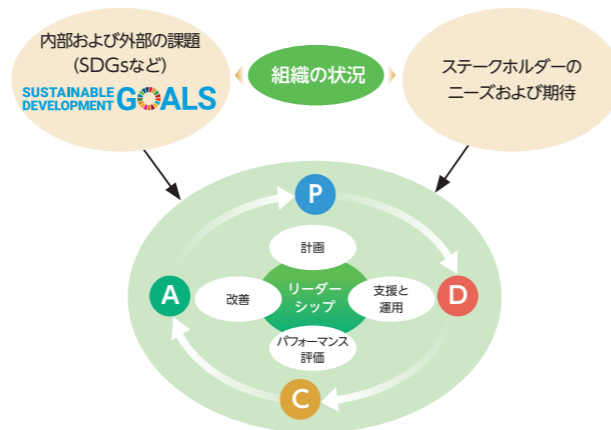 内部および外部の課題
(SDGsなど)
SUSTAINABLE
DEVELOPMENT
GOALS
組織の状況
ステークホルダーの
ニーズおよび期待
P
計画
A
改善
リーダー
シップ
支援と
運用
D
パフォーマンス
評価
C